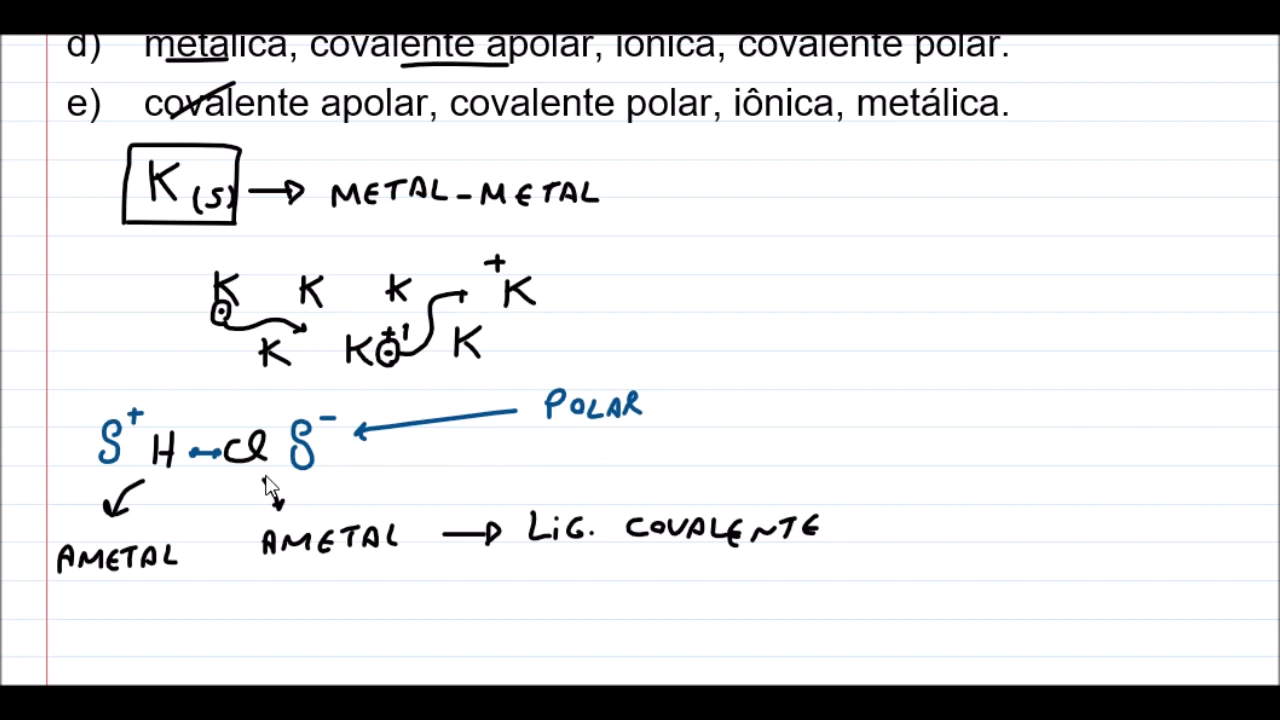 d) metálica, covalente apolar, iônica, covalente polar.
e) covalente apolar, covalente polar, iônica, metálica.
K (S) → METAL - METAL
K K K +K
K K+1 K
δ+ H - Cl δ- ← POLAR
AMETAL AMETAL → LIG. COVALENTE